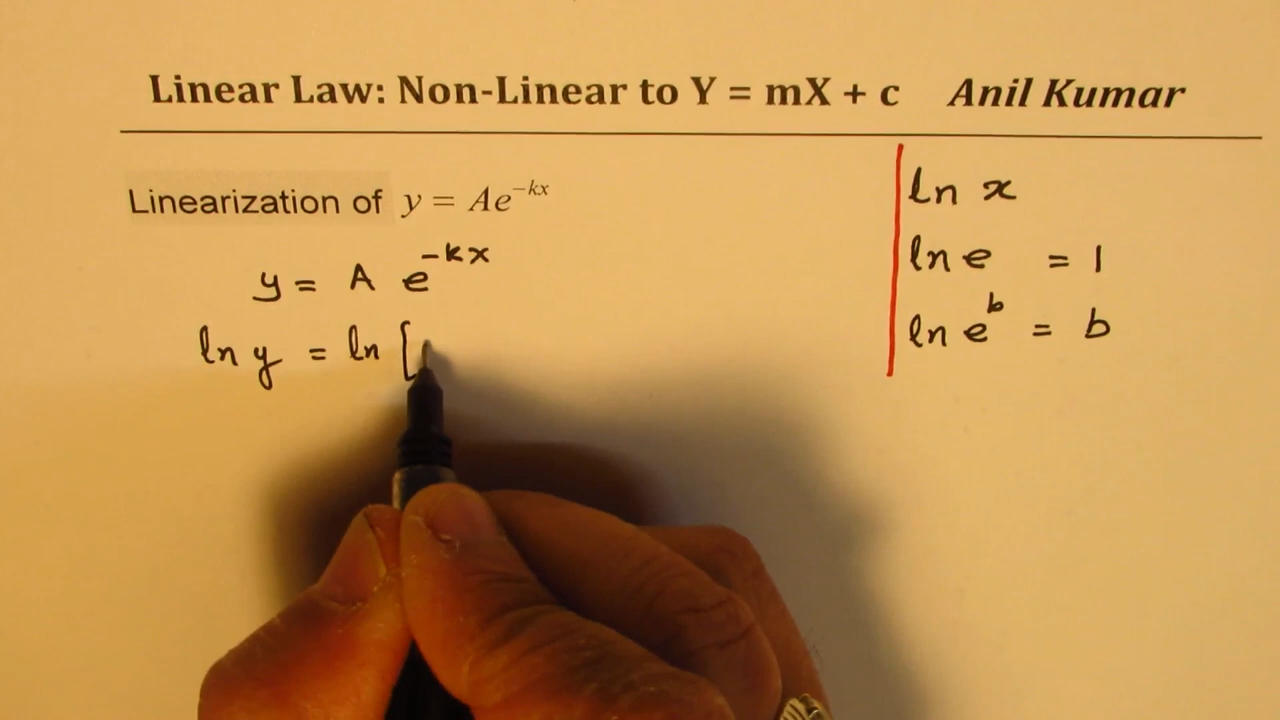 Linear Law: Non-Linear to Y = mX + c Anil Kumar
Linearization of y = Ae^{-kx}
y = A e^{-kx}
ln y = ln [
ln x
ln e = 1
ln e^b = b